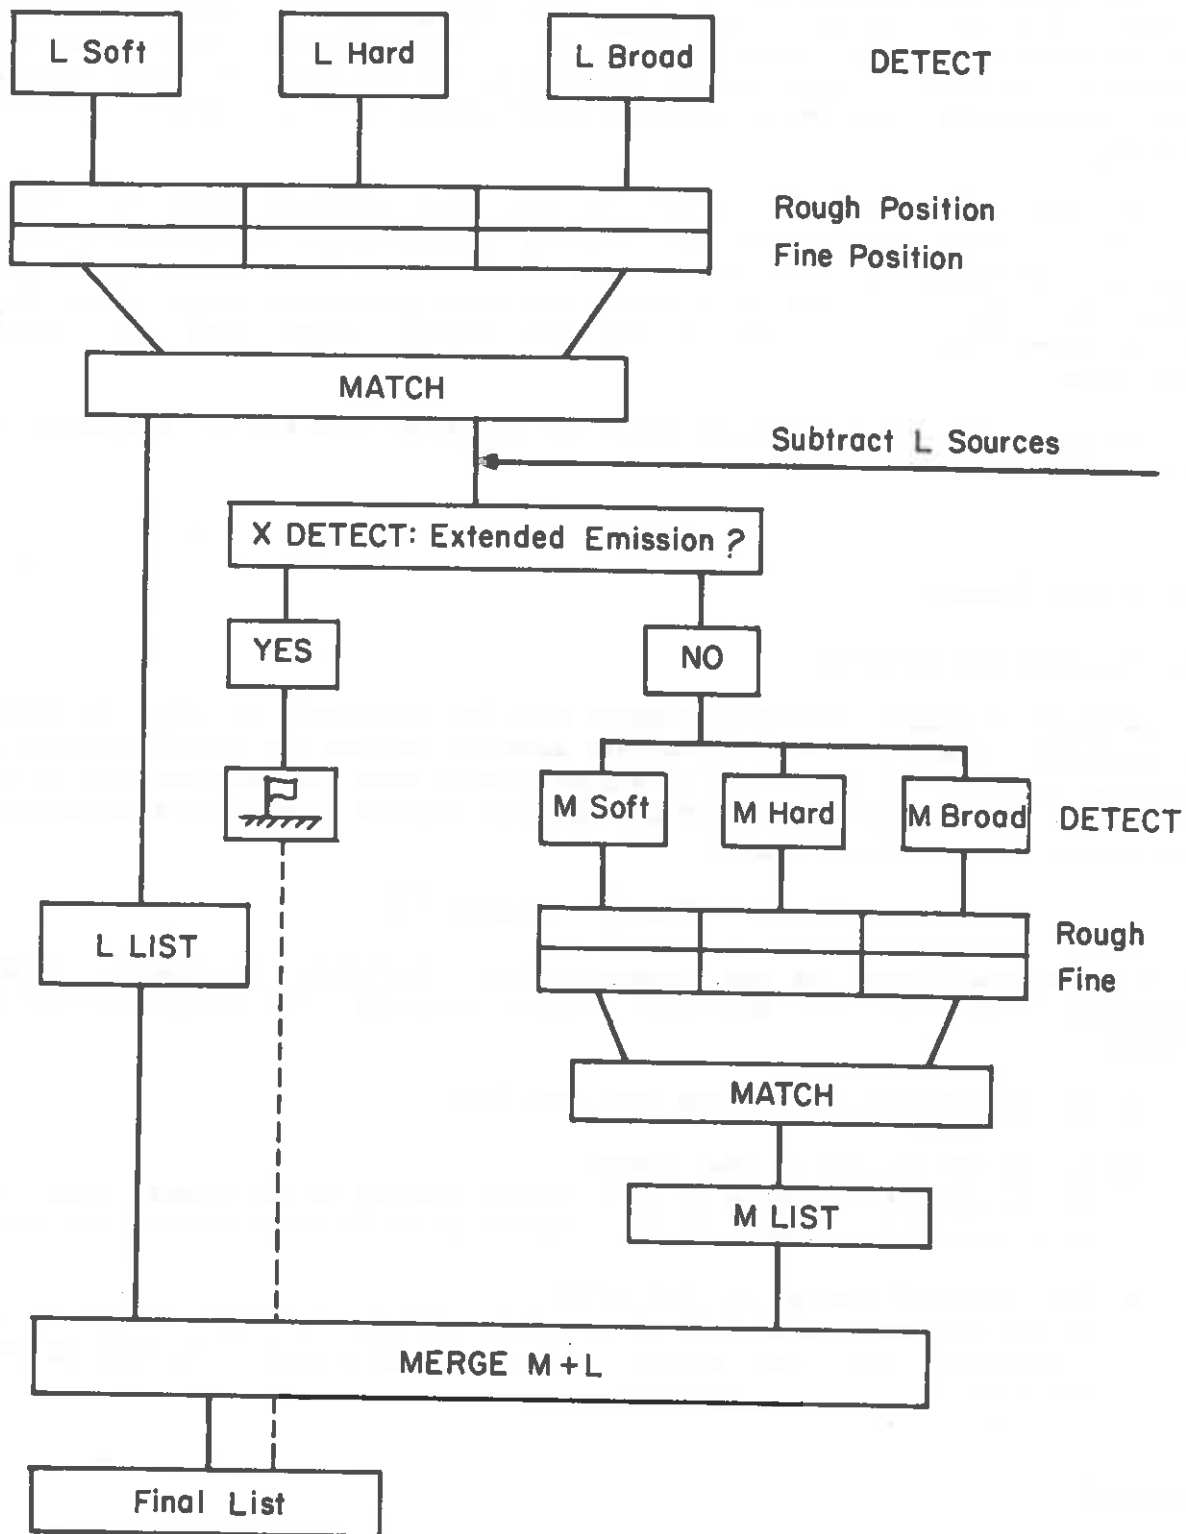 L Soft
L Hard
L Broad
DETECT
Rough Position
Fine Position
MATCH
Subtract L Sources
X DETECT: Extended Emission ?
YES
NO
M Soft
M Hard
M Broad
DETECT
L LIST
Rough
Fine
MATCH
M LIST
MERGE M + L
Final List